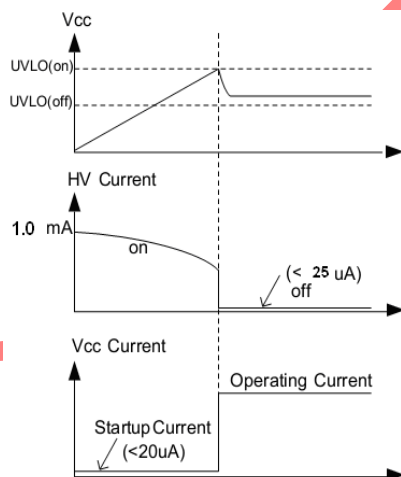 Vcc
UVLO(on)
UVLO(off)
HV Current
1.0 mA
on
(< 25 uA)
off
Vcc Current
Operating Current
Startup Current
(<20uA)